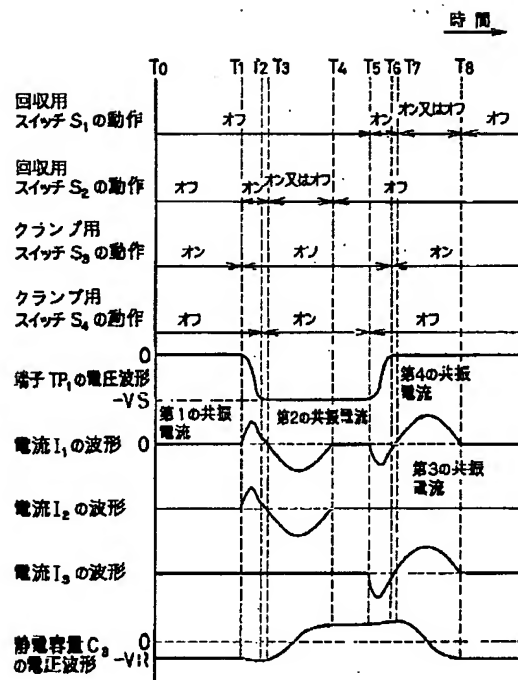 時間
T0 T1 T2 T3 T4 T5 T6 T7 T8
回収用
スイッチ S1 の動作
オフ オン オン又はオフ オフ
回収用
スイッチ S2 の動作
オフ オン オン又はオフ オフ
クランプ用
スイッチ S3 の動作
オン オフ オン
クランプ用
スイッチ S4 の動作
オフ オン オフ
端子 TP1 の電圧波形
0
-VS
第1の共振
電流
第2の共振電流
第4の共振
電流
電流 I1 の波形
0
第3の共振
電流
電流 I2 の波形
電流 I3 の波形
静電容量 C3
の電圧波形
0